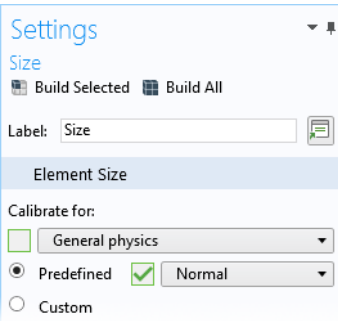 Settings
Size
Build Selected Build All
Label: Size
Element Size
Calibrate for:
General physics
Predefined Normal
Custom